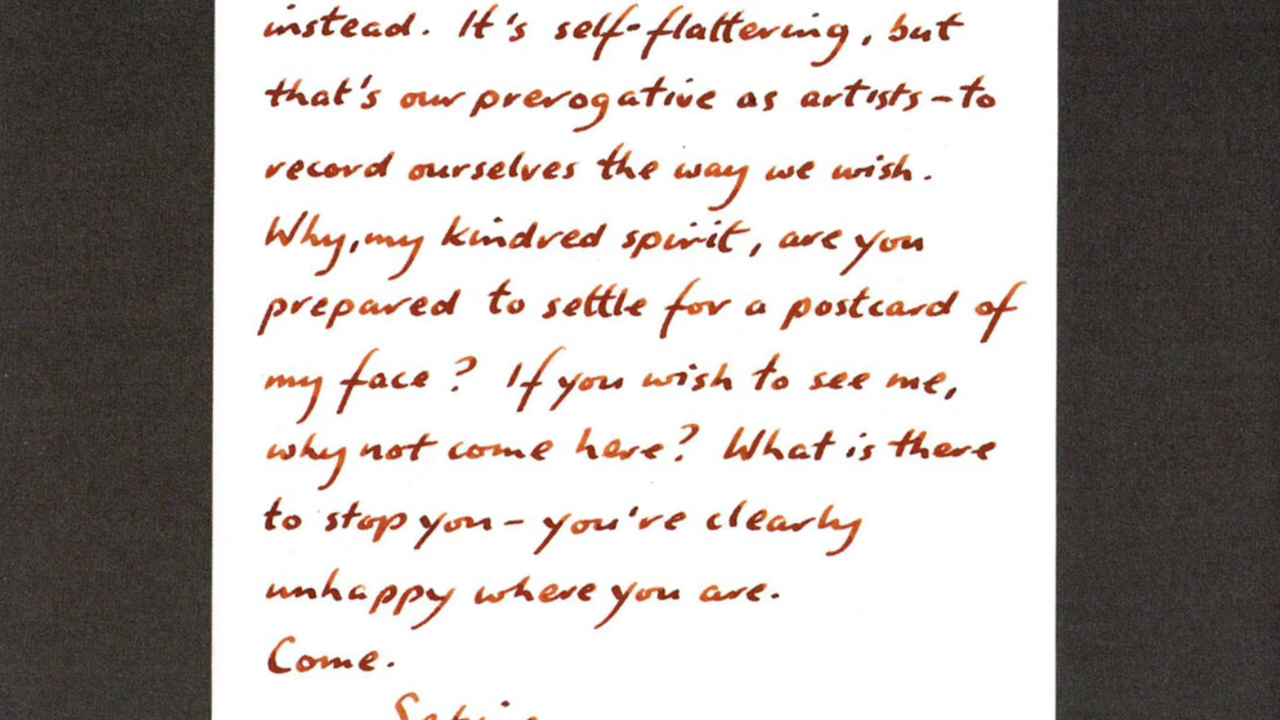 instead. It's self-flattering, but
that's our prerogative as artists – to
record ourselves the way we wish.
Why, my kindred spirit, are you
prepared to settle for a postcard of
my face? If you wish to see me,
why not come here? What is there
to stop you – you're clearly
unhappy where you are.
Come.